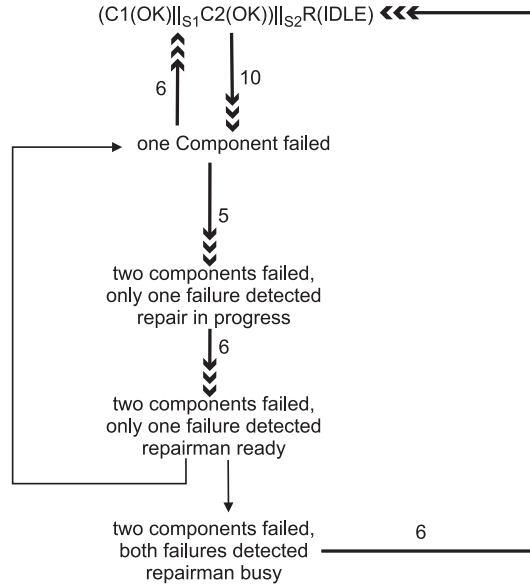 (C1(OK)||S1C2(OK))||S2R(IDLE)
6
10
one Component failed
5
two components failed,
only one failure detected
repair in progress
6
two components failed,
only one failure detected
repairman ready
two components failed,
both failures detected
repairman busy
6